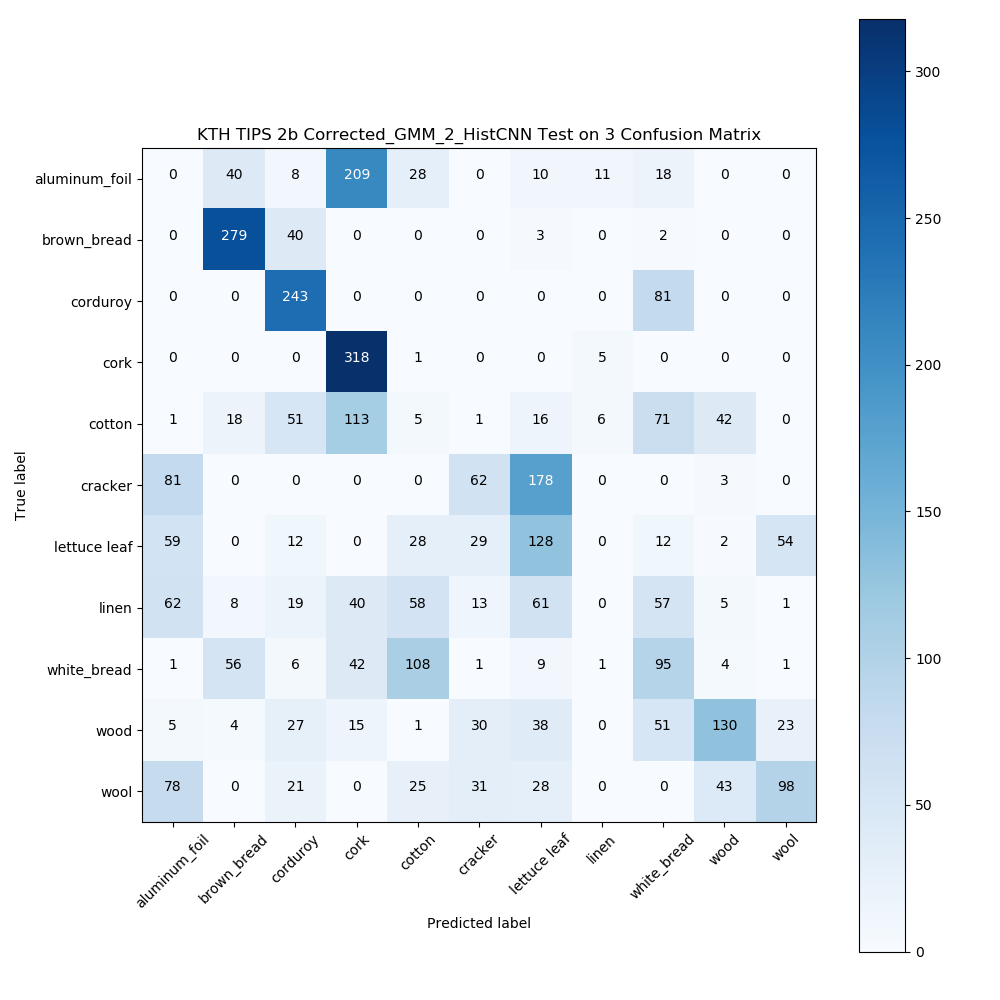 KTH TIPS 2b Corrected_GMM_2_HistCNN Test on 3 Confusion Matrix
aluminum_foil 0 40 8 209 28 0 10 11 18 0 0
brown_bread 0 279 40 0 0 0 3 0 2 0 0
corduroy 0 0 243 0 0 0 0 0 81 0 0
cork 0 0 0 318 1 0 0 5 0 0 0
cotton 1 18 51 113 5 1 16 6 71 42 0
cracker 81 0 0 0 0 62 178 0 0 3 0
lettuce leaf 59 0 12 0 28 29 128 0 12 2 54
linen 62 8 19 40 58 13 61 0 57 5 1
white_bread 1 56 6 42 108 1 9 1 95 4 1
wood 5 4 27 15 1 30 38 0 51 130 23
wool 78 0 21 0 25 31 28 0 0 43 98
aluminum_foil brown_bread corduroy cork cotton cracker lettuce leaf linen white_bread wood wool
Predicted label
True label
300
250
200
150
100
50
0